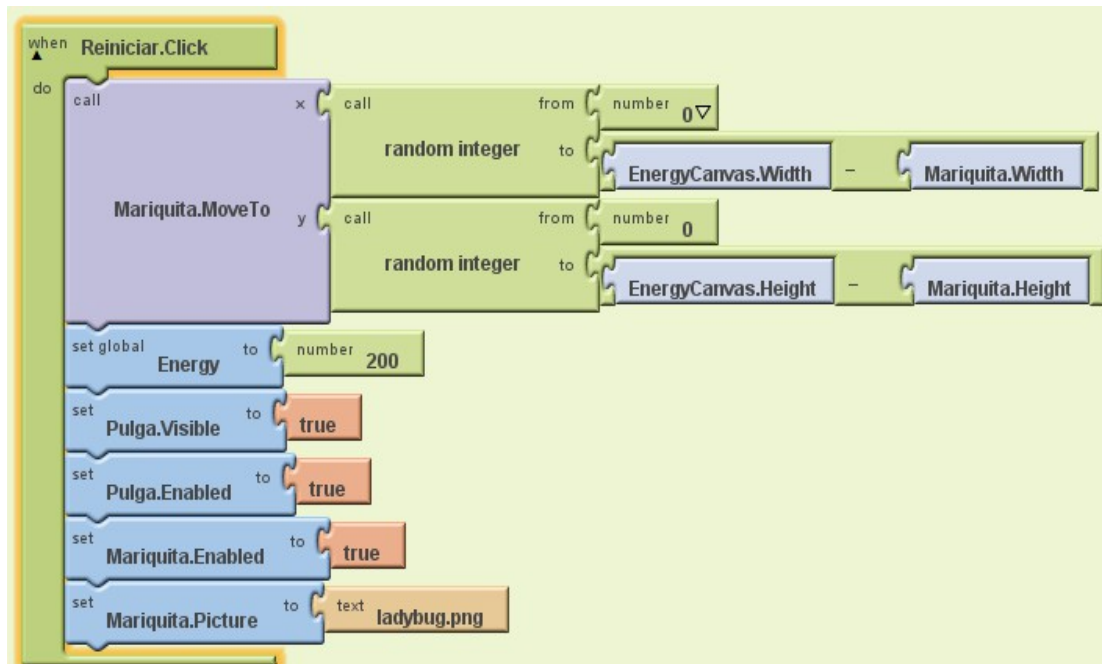 when Reiniciar.Click
do
call x call from number 0
random integer to EnergyCanvas.Width - Mariquita.Width
Mariquita.MoveTo y call from number 0
random integer to EnergyCanvas.Height - Mariquita.Height
set global Energy to number 200
set Pulga.Visible to true
set Pulga.Enabled to true
set Mariquita.Enabled to true
set Mariquita.Picture to text ladybug.png